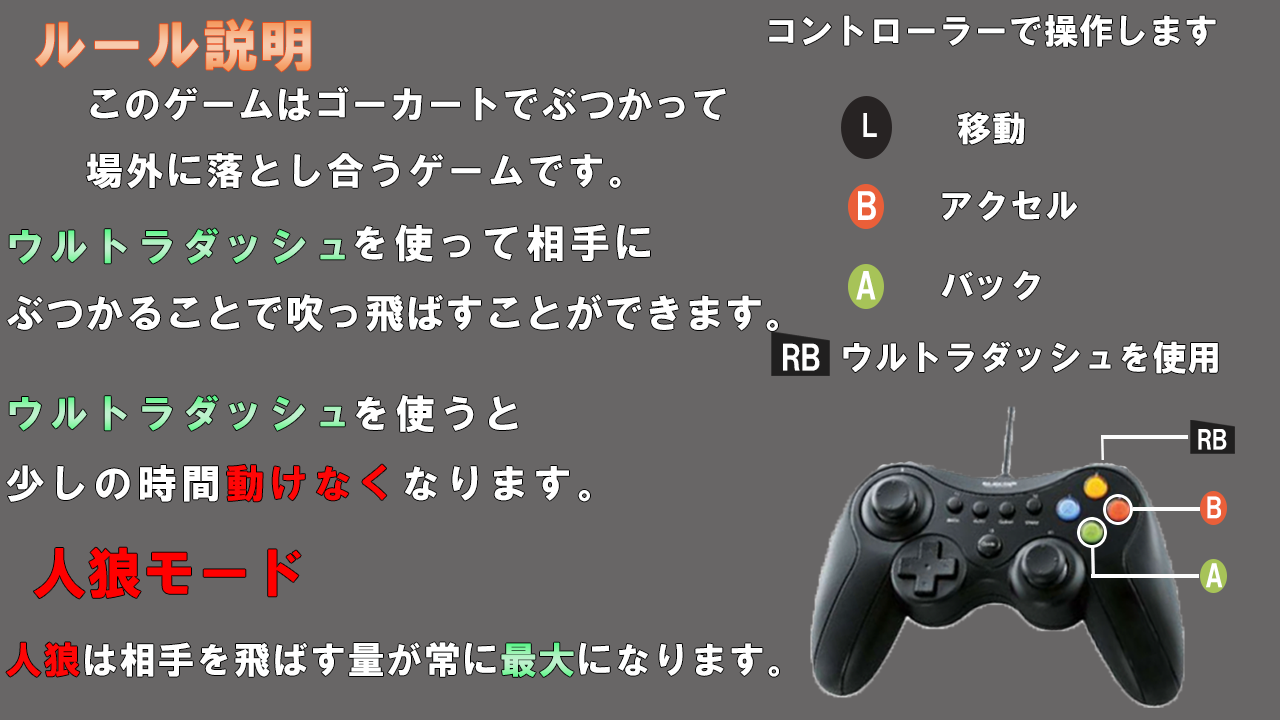 ルール説明
このゲームはゴーカートでぶつかって
場外に落とし合うゲームです。
ウルトラダッシュを使って相手に
ぶつかることで吹っ飛ばすことができます。
ウルトラダッシュを使うと
少しの時間動けなくなります。
人狼モード
人狼は相手を飛ばす量が常に最大になります。
コントローラーで操作します
L 移動
B アクセル
A バック
RB ウルトラダッシュを使用
RB
B
A